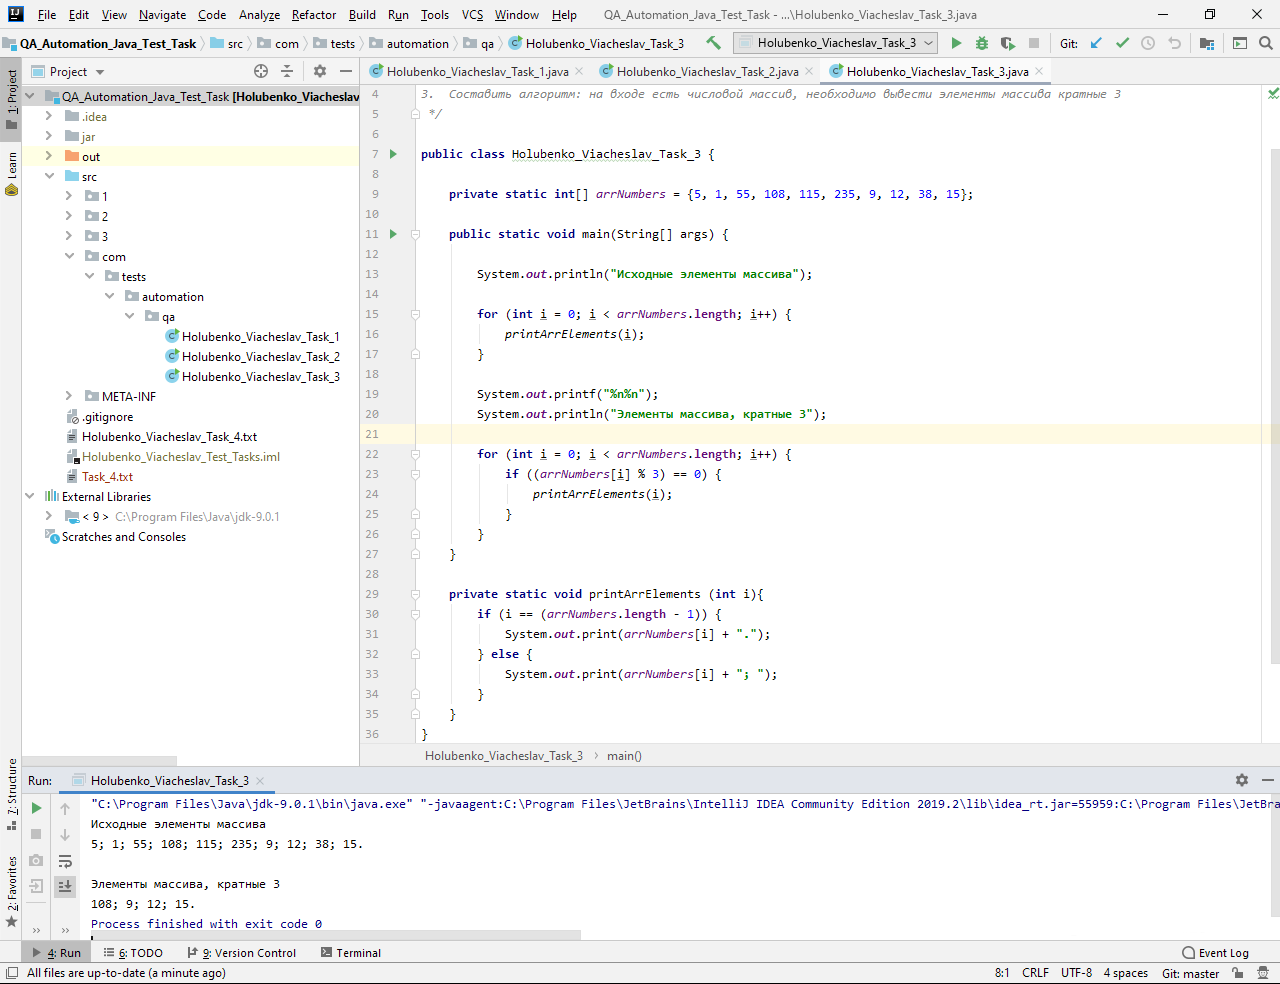 File Edit View Navigate Code Analyze Refactor Build Run Tools VCS Window Help QA_Automation_Java_Test_Task - ...\Holubenko_Viacheslav_Task_3.java
QA_Automation_Java_Test_Task src com tests automation qa Holubenko_Viacheslav_Task_3 Holubenko_Viacheslav_Task_3 Git:
Project Holubenko_Viacheslav_Task_1.java Holubenko_Viacheslav_Task_2.java Holubenko_Viacheslav_Task_3.java
1: Project
Learn
7: Structure
2: Favorites
QA_Automation_Java_Test_Task [Holubenko_Viacheslav
.idea
jar
out
src
1
2
3
com
tests
automation
qa
Holubenko_Viacheslav_Task_1
Holubenko_Viacheslav_Task_2
Holubenko_Viacheslav_Task_3
META-INF
.gitignore
Holubenko_Viacheslav_Task_4.txt
Holubenko_Viacheslav_Test_Tasks.iml
Task_4.txt
External Libraries
< 9 > C:\Program Files\Java\jdk-9.0.1
Scratches and Consoles
4 3. Составить алгоритм: на входе есть числовой массив, необходимо вывести элементы массива кратные 3
5 */
6
7 public class Holubenko_Viacheslav_Task_3 {
8
9 private static int[] arrNumbers = {5, 1, 55, 108, 115, 235, 9, 12, 38, 15};
10
11 public static void main(String[] args) {
12
13 System.out.println("Исходные элементы массива");
14
15 for (int i = 0; i < arrNumbers.length; i++) {
16 printArrElements(i);
17 }
18
19 System.out.printf("%n%n");
20 System.out.println("Элементы массива, кратные 3");
21
22 for (int i = 0; i < arrNumbers.length; i++) {
23 if ((arrNumbers[i] % 3) == 0) {
24 printArrElements(i);
25 }
26 }
27 }
28
29 private static void printArrElements (int i){
30 if (i == (arrNumbers.length - 1)) {
31 System.out.print(arrNumbers[i] + ".");
32 } else {
33 System.out.print(arrNumbers[i] + "; ");
34 }
35 }
36 }
Holubenko_Viacheslav_Task_3 main()
Run: Holubenko_Viacheslav_Task_3
"C:\Program Files\Java\jdk-9.0.1\bin\java.exe" "-javaagent:C:\Program Files\JetBrains\IntelliJ IDEA Community Edition 2019.2\lib\idea_rt.jar=55959:C:\Program Files\JetBra
Исходные элементы массива
5; 1; 55; 108; 115; 235; 9; 12; 38; 15.
Элементы массива, кратные 3
108; 9; 12; 15.
Process finished with exit code 0
4: Run 6: TODO 9: Version Control Terminal Event Log
All files are up-to-date (a minute ago) 8:1 CRLF UTF-8 4 spaces Git: master